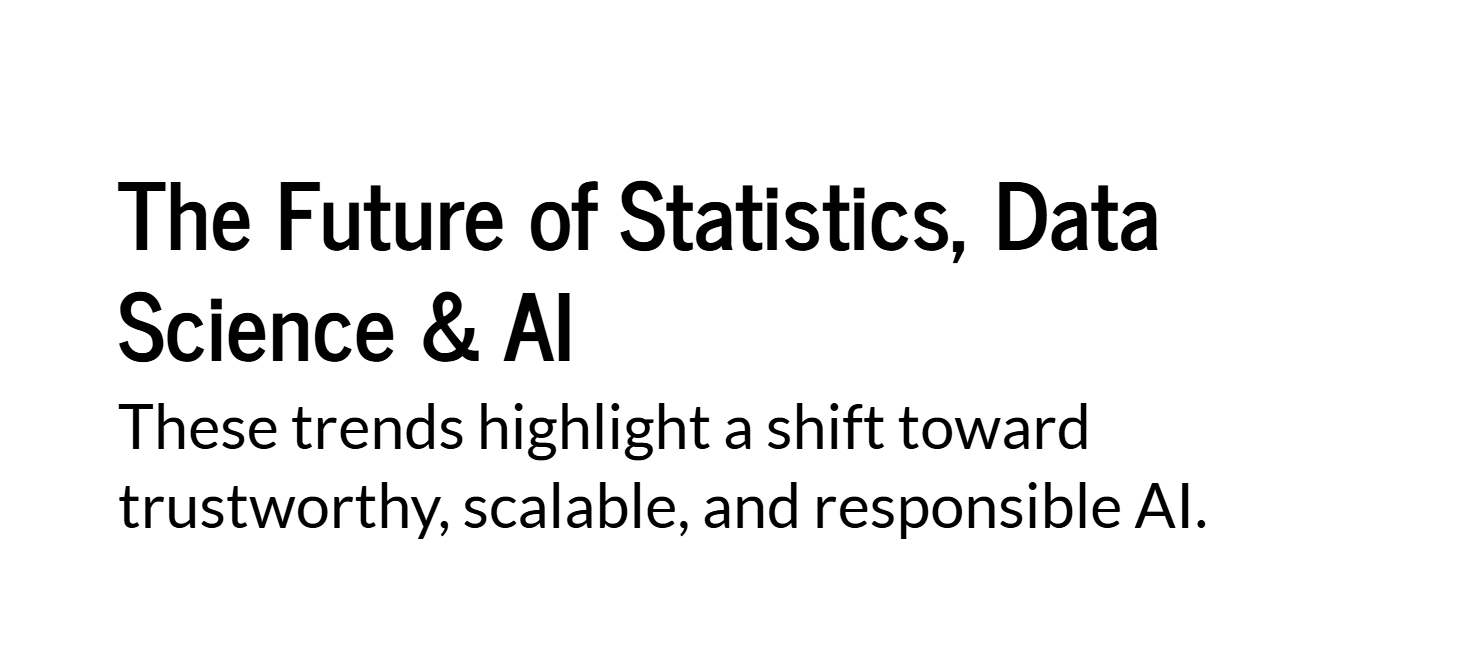 The Future of Statistics, Data
Science & AI
These trends highlight a shift toward
trustworthy, scalable, and responsible AI.